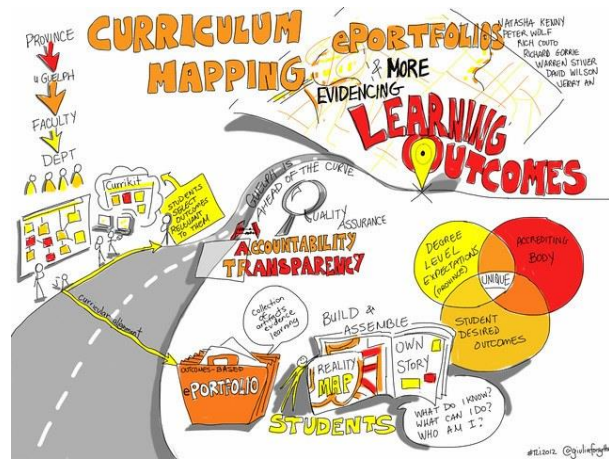 PROVINCE
U GUELPH
FACULTY
DEPT
CURRICULUM
MAPPING
ePORTFOLIOS
& MORE
EVIDENCING
LEARNING
OUTCOMES
NATASHA KENNY
PETER WOLF
RICH COUTO
RICHARD GORRIE
WARREN STIVER
DAVID WILSON
JERRY AN
Currikit
STUDENTS
SELECT
OUTCOMES
RELEVANT
TO THEM
GUELPH IS
AHEAD OF THE CURVE
QUALITY
ASSURANCE
ACCOUNTABILITY
TRANSPARENCY
curricular alignment
Collection
of
artifacts
evidence
learning
OUTCOMES-BASED
ePORTFOLIO
BUILD &
ASSEMBLE
REALITY
MAP
OWN
STORY
STUDENTS
WHAT DO I KNOW?
WHAT CAN I DO?
WHO AM I?
DEGREE
LEVEL
EXPECTATIONS
(PROVINCE)
ACCREDITING
BODY
UNIQUE
STUDENT
DESIRED
OUTCOMES